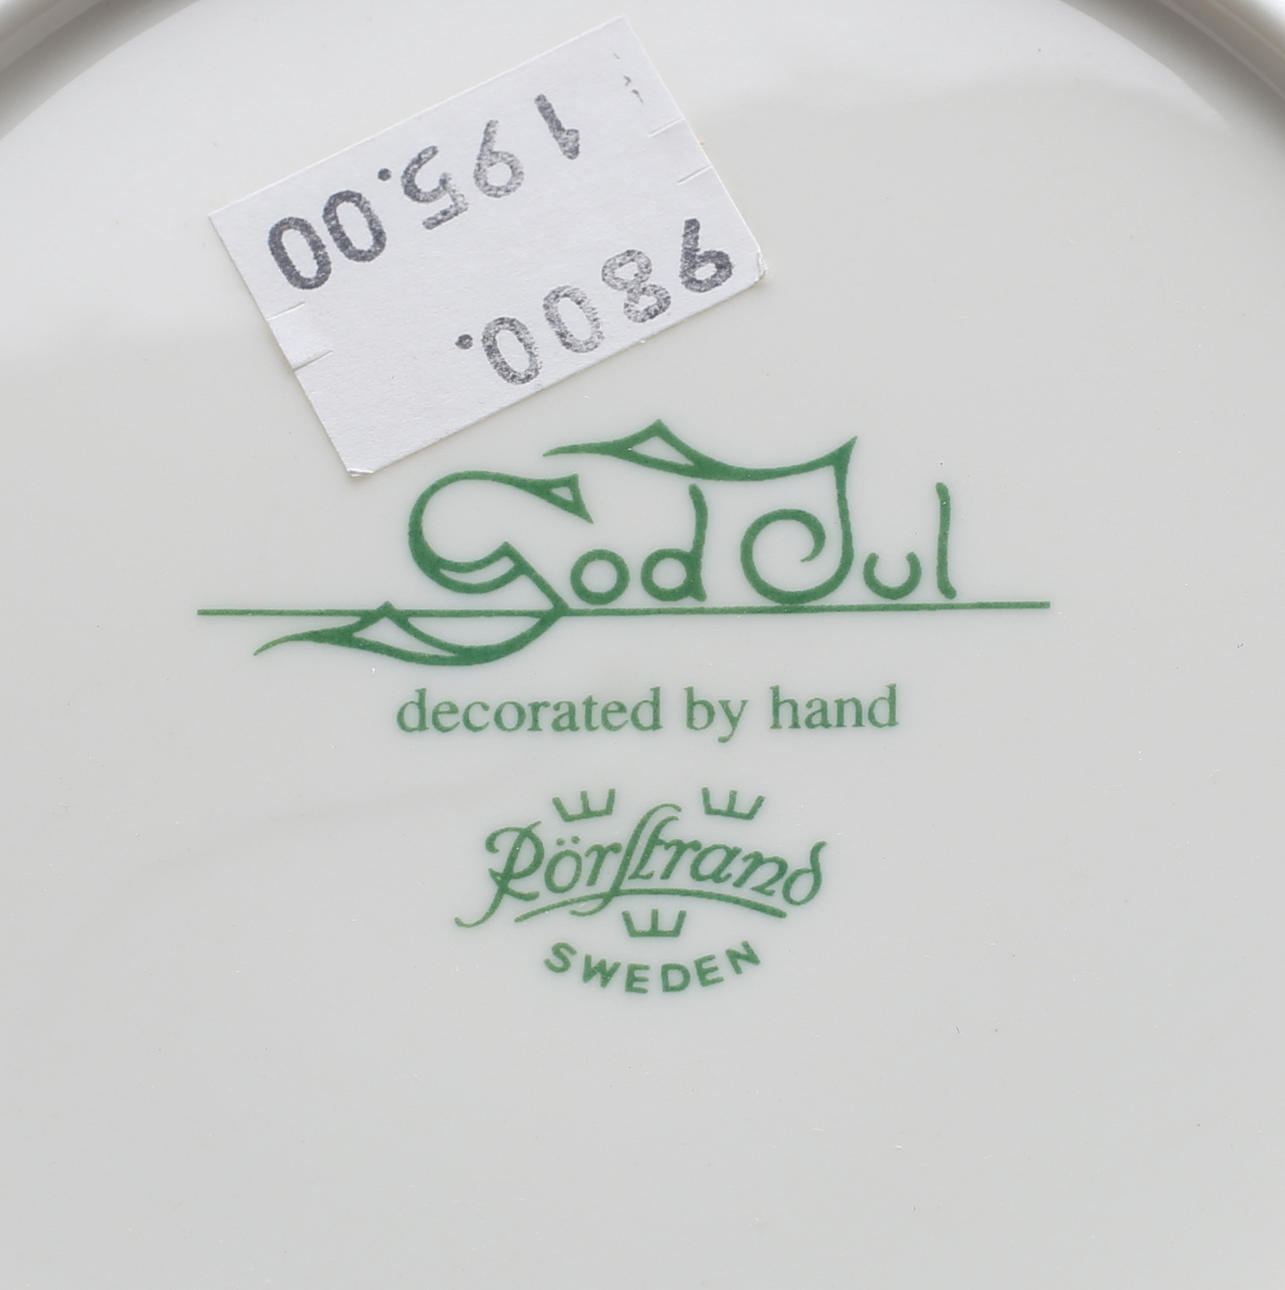 9800.
195.00
God Jul
decorated by hand
Rörstrand
SWEDEN